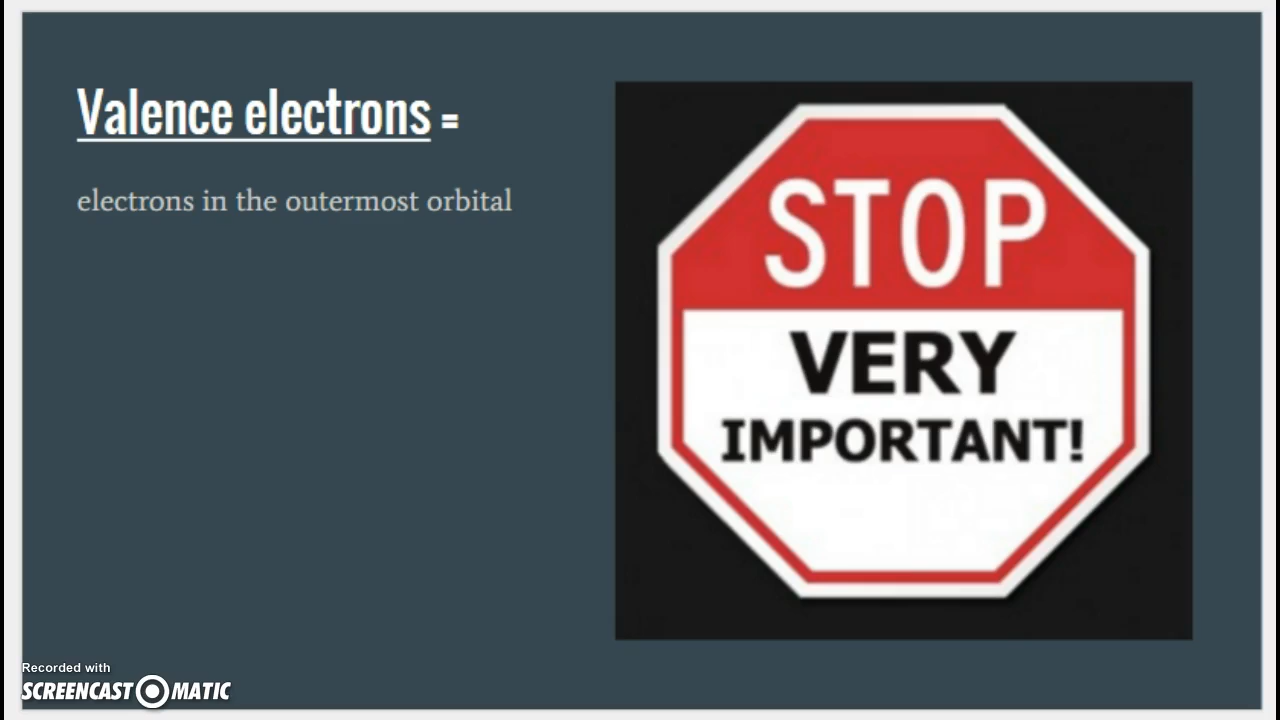 Valence electrons =
electrons in the outermost orbital
STOP
VERY
IMPORTANT!
Recorded with
SCREENCAST MATIC